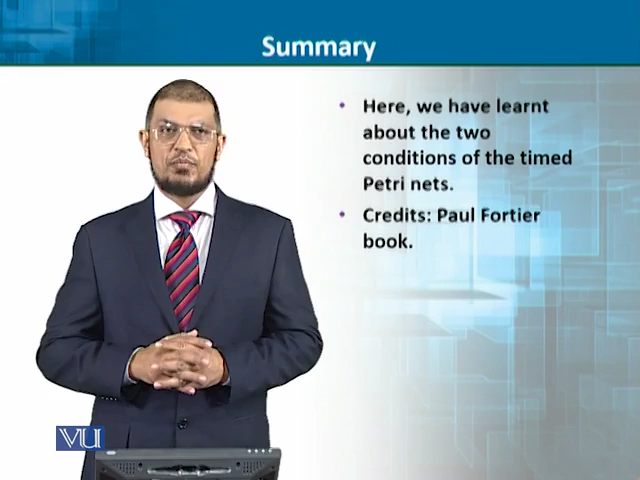 Summary
• Here, we have learnt
about the two
conditions of the timed
Petri nets.
• Credits: Paul Fortier
book.
VU